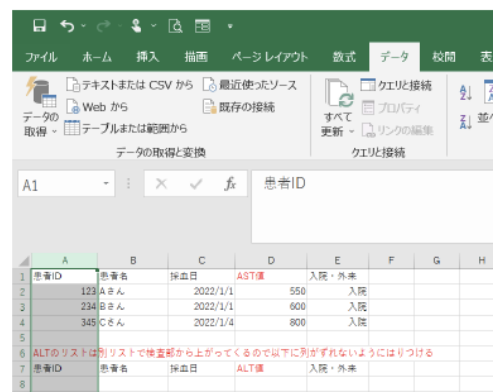 ファイル ホーム 挿入 描画 ページ レイアウト 数式 データ 校閲 表
データの取得
テキストまたは CSV から
Web から
テーブルまたは範囲から
最近使ったソース
既存の接続
データの取得と変換
すべて更新
クエリと接続
プロパティ
リンクの編集
クエリと接続
並べ
A1 fx 患者ID
A B C D E F G H
1 患者ID 患者名 採血日 AST値 入院・外来
2 123 Aさん 2022/1/1 550 入院
3 234 Bさん 2022/1/1 600 入院
4 345 Cさん 2022/1/4 800 入院
5
6 ALTのリストは別リストで検査部から上がってくるので以下に列がずれないようにはりつける
7 患者ID 患者名 採血日 ALT値 入院・外来
8